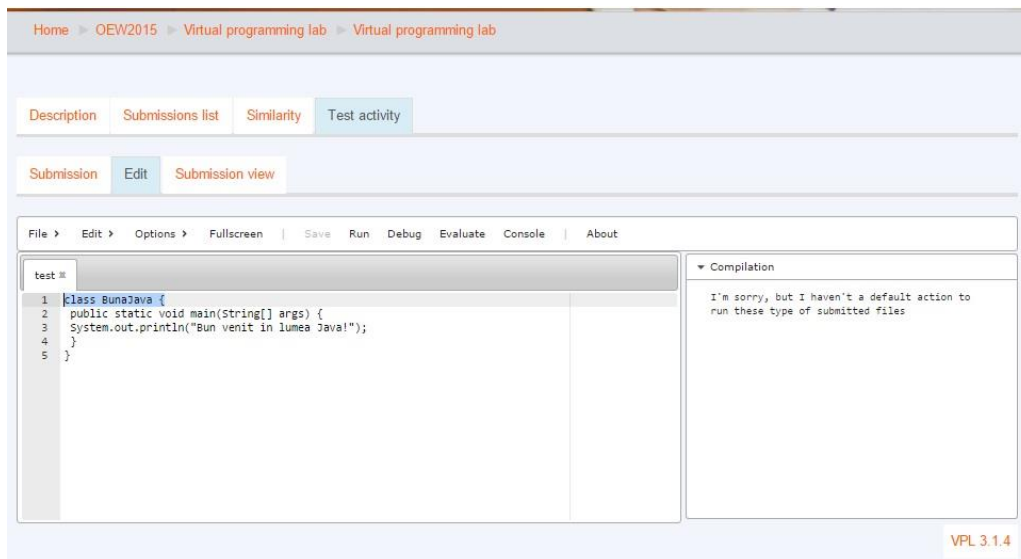 Home OEW2015 Virtual programming lab Virtual programming lab
Description Submissions list Similarity Test activity
Submission Edit Submission view
File Edit Options Fullscreen | Save Run Debug Evaluate Console | About
test
1 class BunaJava {
2 public static void main(String[] args) {
3 System.out.println("Bun venit in lumea Java!");
4 }
5 }
Compilation
I'm sorry, but I haven't a default action to
run these type of submitted files
VPL 3.1.4